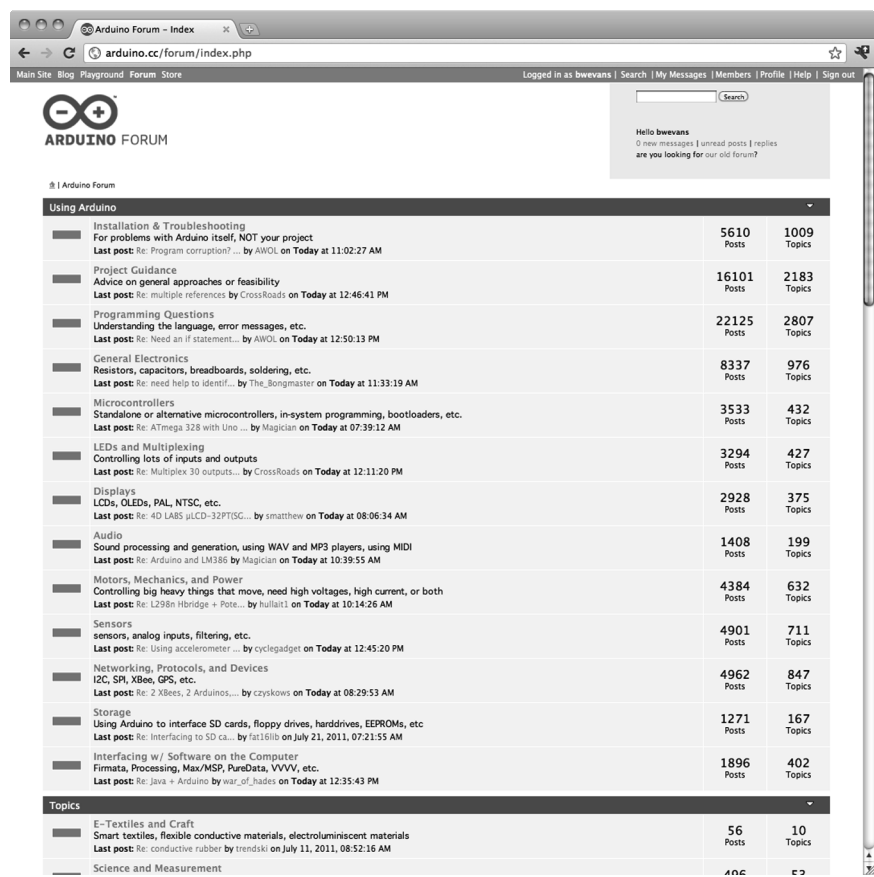 Arduino Forum - Index
arduino.cc/forum/index.php
Main Site Blog Playground Forum Store
Logged in as bwevans | Search | My Messages | Members | Profile | Help | Sign out
ARDUINO FORUM
Search
Hello bwevans
0 new messages | unread posts | replies
are you looking for our old forum?
| Arduino Forum
Using Arduino
Installation & Troubleshooting
For problems with Arduino itself, NOT your project
Last post: Re: Program corruption? ... by AWOL on Today at 11:02:27 AM
5610 Posts
1009 Topics
Project Guidance
Advice on general approaches or feasibility
Last post: Re: multiple references by CrossRoads on Today at 12:46:41 PM
16101 Posts
2183 Topics
Programming Questions
Understanding the language, error messages, etc.
Last post: Re: Need an if statement... by AWOL on Today at 12:50:13 PM
22125 Posts
2807 Topics
General Electronics
Resistors, capacitors, breadboards, soldering, etc.
Last post: Re: need help to identif... by The_Bongmaster on Today at 11:33:19 AM
8337 Posts
976 Topics
Microcontrollers
Standalone or alternative microcontrollers, in-system programming, bootloaders, etc.
Last post: Re: ATmega 328 with Uno ... by Magician on Today at 07:39:12 AM
3533 Posts
432 Topics
LEDs and Multiplexing
Controlling lots of inputs and outputs
Last post: Re: Multiplex 30 outputs... by CrossRoads on Today at 12:11:20 PM
3294 Posts
427 Topics
Displays
LCDs, OLEDs, PAL, NTSC, etc.
Last post: Re: 4D LABS µLCD-32PT(SG... by smatthew on Today at 08:06:34 AM
2928 Posts
375 Topics
Audio
Sound processing and generation, using WAV and MP3 players, using MIDI
Last post: Re: Arduino and LM386 by Magician on Today at 10:39:55 AM
1408 Posts
199 Topics
Motors, Mechanics, and Power
Controlling big heavy things that move, need high voltages, high current, or both
Last post: Re: L298n Hbridge + Pote... by hullait1 on Today at 10:14:26 AM
4384 Posts
632 Topics
Sensors
sensors, analog inputs, filtering, etc.
Last post: Re: Using accelerometer ... by cyclegadget on Today at 12:45:20 PM
4901 Posts
711 Topics
Networking, Protocols, and Devices
I2C, SPI, XBee, GPS, etc.
Last post: Re: 2 XBees, 2 Arduinos,... by czyskows on Today at 08:29:53 AM
4962 Posts
847 Topics
Storage
Using Arduino to interface SD cards, floppy drives, harddrives, EEPROMs, etc
Last post: Re: Interfacing to SD ca... by fat16lib on July 21, 2011, 07:21:55 AM
1271 Posts
167 Topics
Interfacing w/ Software on the Computer
Firmata, Processing, Max/MSP, PureData, VVVV, etc.
Last post: Re: Java + Arduino by war_of_hades on Today at 12:35:43 PM
1896 Posts
402 Topics
Topics
E-Textiles and Craft
Smart textiles, flexible conductive materials, electroluminiscent materials
Last post: Re: conductive rubber by trendski on July 11, 2011, 08:52:16 AM
56 Posts
10 Topics
Science and Measurement
496
53